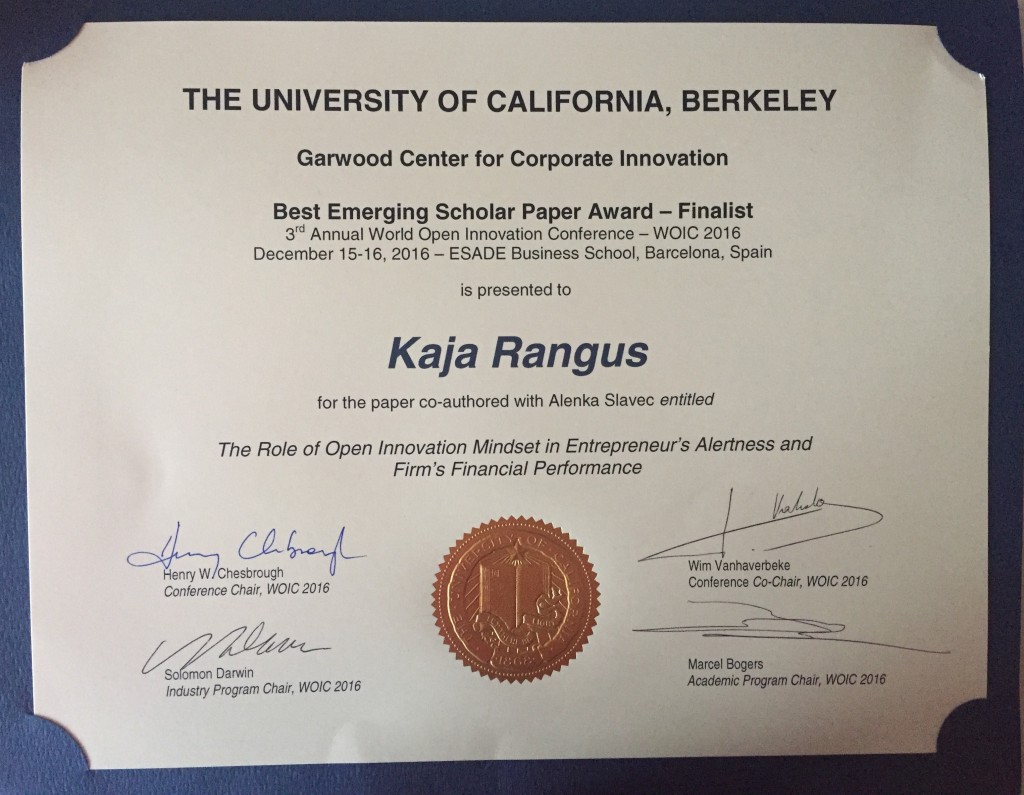 THE UNIVERSITY OF CALIFORNIA, BERKELEY
Garwood Center for Corporate Innovation
Best Emerging Scholar Paper Award – Finalist
3rd Annual World Open Innovation Conference – WOIC 2016
December 15-16, 2016 – ESADE Business School, Barcelona, Spain
is presented to
Kaja Rangus
for the paper co-authored with Alenka Slavec entitled
The Role of Open Innovation Mindset in Entrepreneur's Alertness and
Firm's Financial Performance
Henry Chesbrough
Henry W. Chesbrough
Conference Chair, WOIC 2016
Wim Vanhaverbeke
Conference Co-Chair, WOIC 2016
Solomon Darwin
Industry Program Chair, WOIC 2016
Marcel Bogers
Academic Program Chair, WOIC 2016
1868